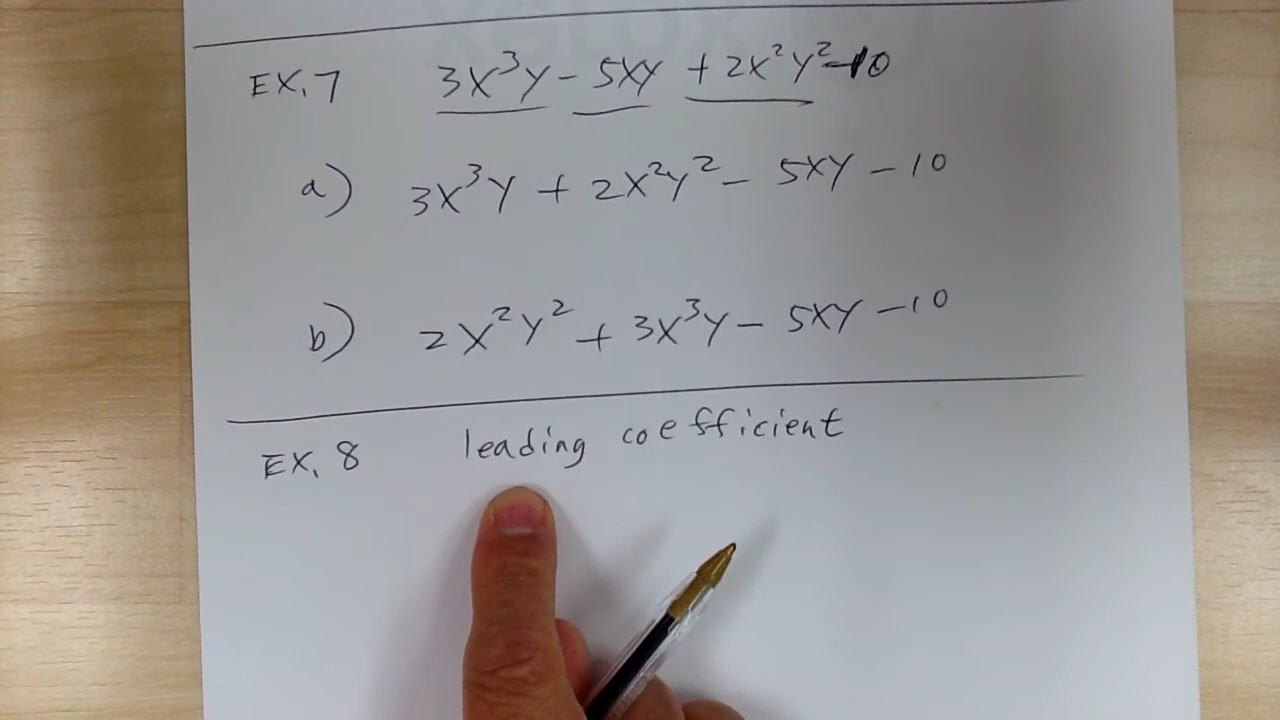 EX. 7 3X³Y - 5XY + 2X²Y² - 10
a) 3X³Y + 2X²Y² - 5XY - 10
b) 2X²Y² + 3X³Y - 5XY - 10
EX. 8 leading coefficient